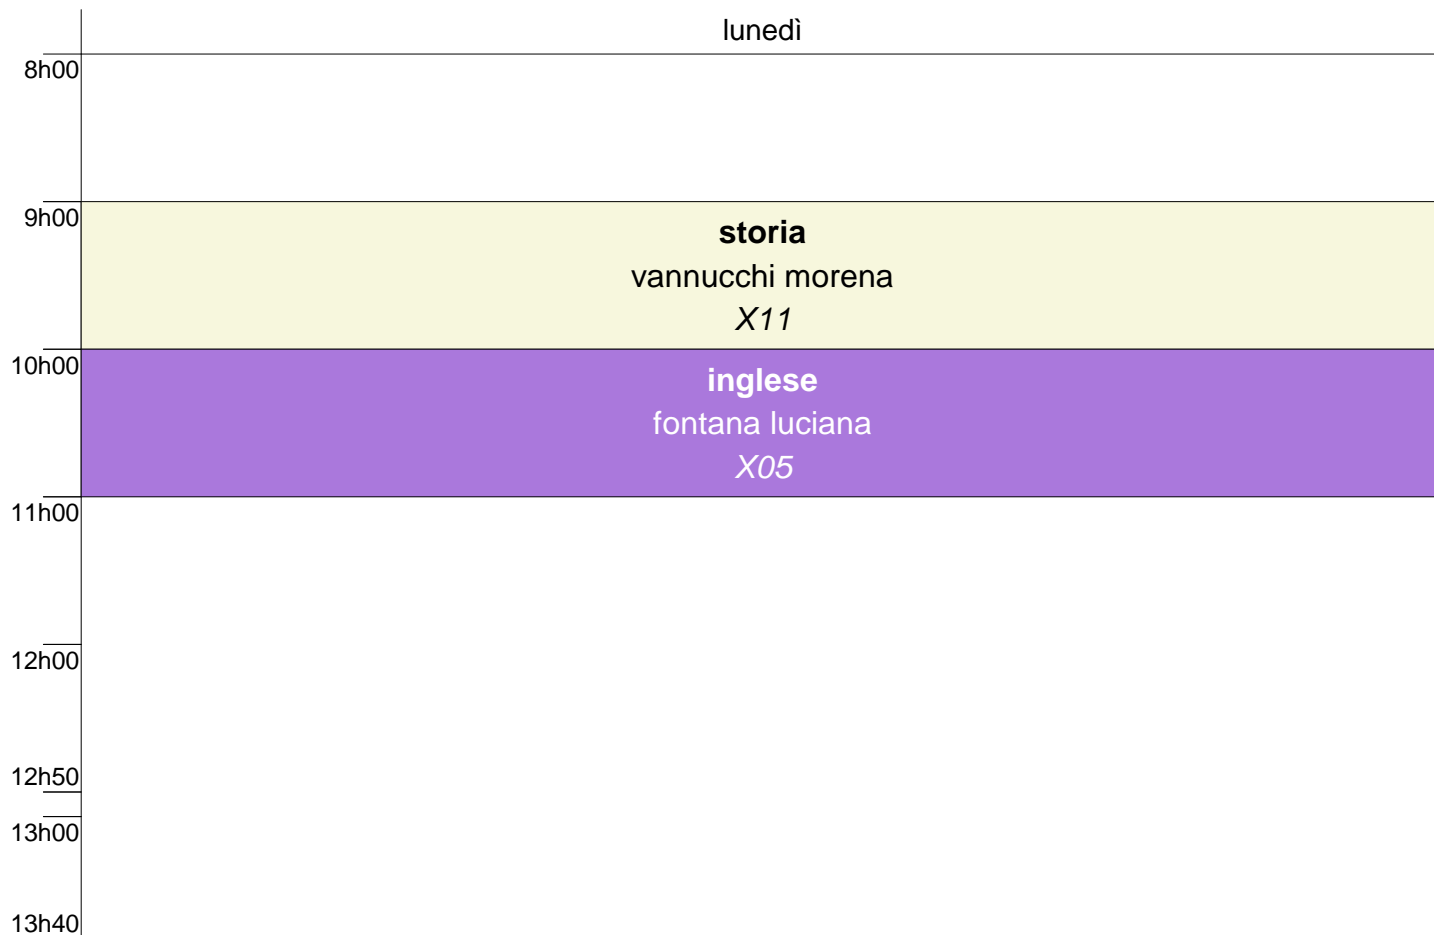 lunedì
8h00
9h00
storia
vannucchi morena
X11
10h00
inglese
fontana luciana
X05
11h00
12h00
12h50
13h00
13h40